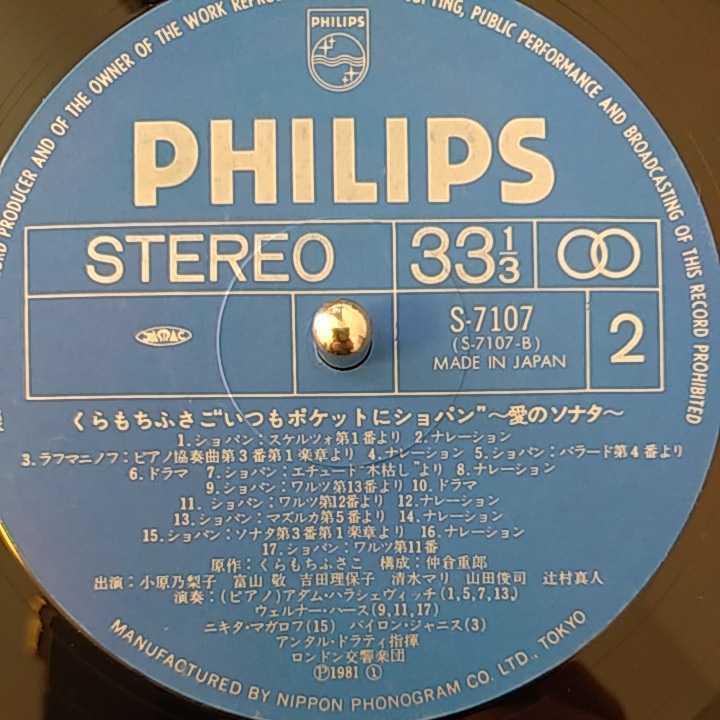 PHILIPS
PHILIPS
STEREO
33 1/3
S-7107
(S-7107-B)
MADE IN JAPAN
2
くらもちふさこ"いつもポケットにショパン"〜愛のソナタ〜
1.ショパン:スケルツォ第1番より 2.ナレーション
3.ラフマニノフ:ピアノ協奏曲第3番第1楽章より 4.ナレーション 5.ショパン:バラード第4番より
6.ドラマ 7.ショパン:エチュード"木枯し"より 8.ナレーション
9.ショパン:ワルツ第13番より 10.ドラマ
11.ショパン:ワルツ第12番より 12.ナレーション
13.ショパン:マズルカ第5番より 14.ナレーション
15.ショパン:ソナタ第3番第1楽章より 16.ナレーション
17.ショパン:ワルツ第11番
原作:くらもちふさこ 構成:仲倉重郎
出演:小原乃梨子 富山 敬 吉田理保子 清水マリ 山田俊司 辻村真人
演奏:(ピアノ)アダム・ハラシェヴィッチ(1,5,7,13,)
ウェルナー・ハース(9,11,17)
ニキタ・マガロフ(15) バイロン・ジャニス(3)
アンタル・ドラティ指揮
ロンドン交響楽団
Ⓟ1981 ①
MANUFACTURED BY NIPPON PHONOGRAM CO. LTD., TOKYO
RECORD PRODUCER AND OF THE OWNER OF THE WORK REPRODUCED
PUBLIC PERFORMANCE AND BROADCASTING OF THIS RECORD PROHIBITED